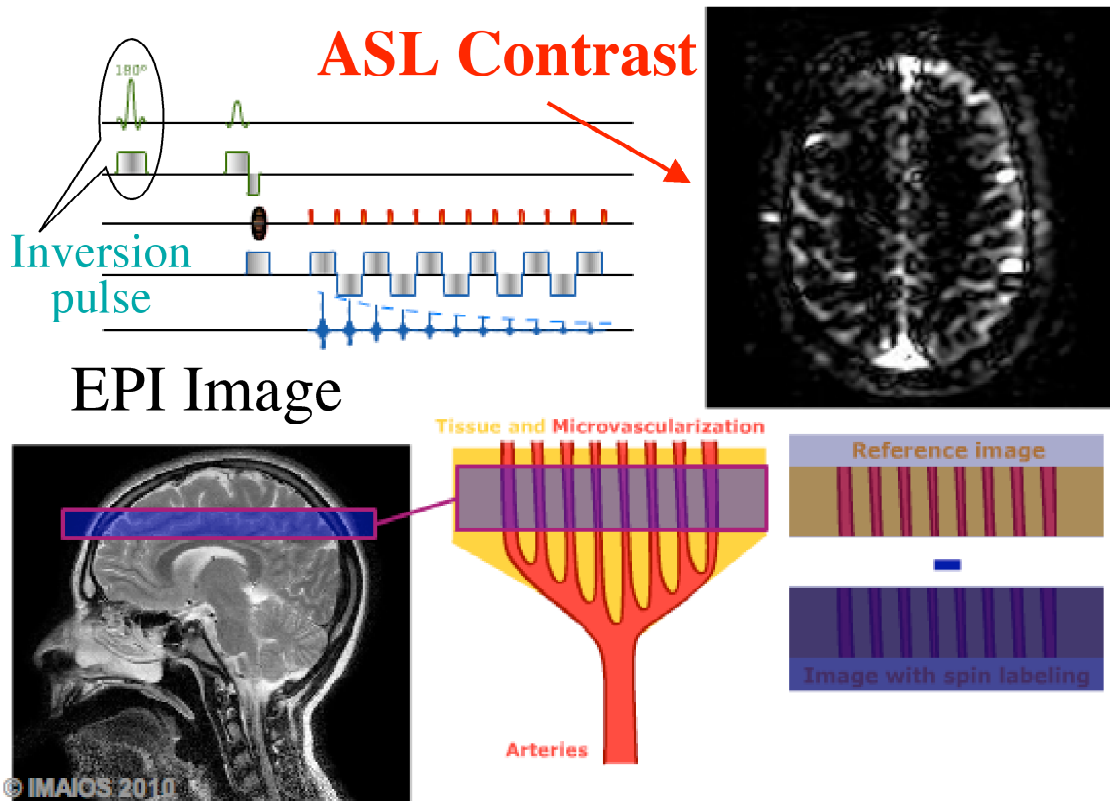 ASL Contrast
180°
Inversion
pulse
EPI Image
Tissue and Microvascularization
Reference image
Image with spin labeling
Arteries
© IMAIOS 2010